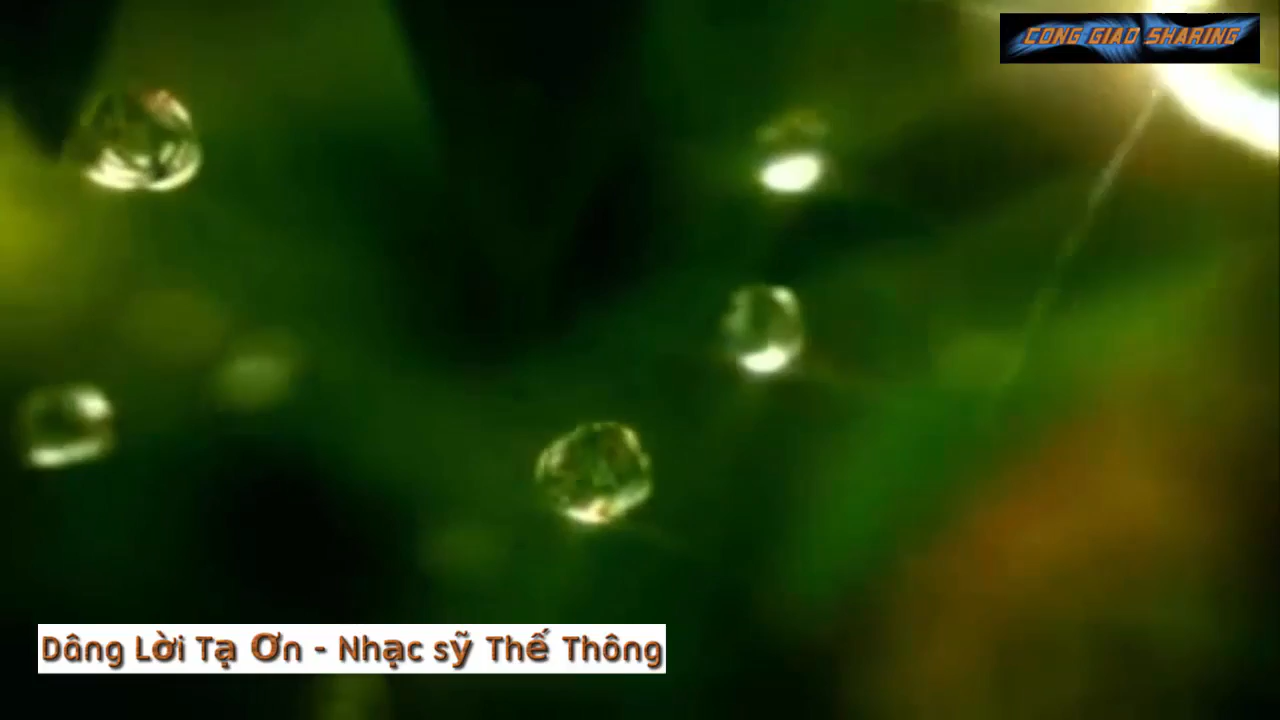 CONG GIAO SHARING
Dâng Lời Tạ Ơn - Nhạc sỹ Thế Thông